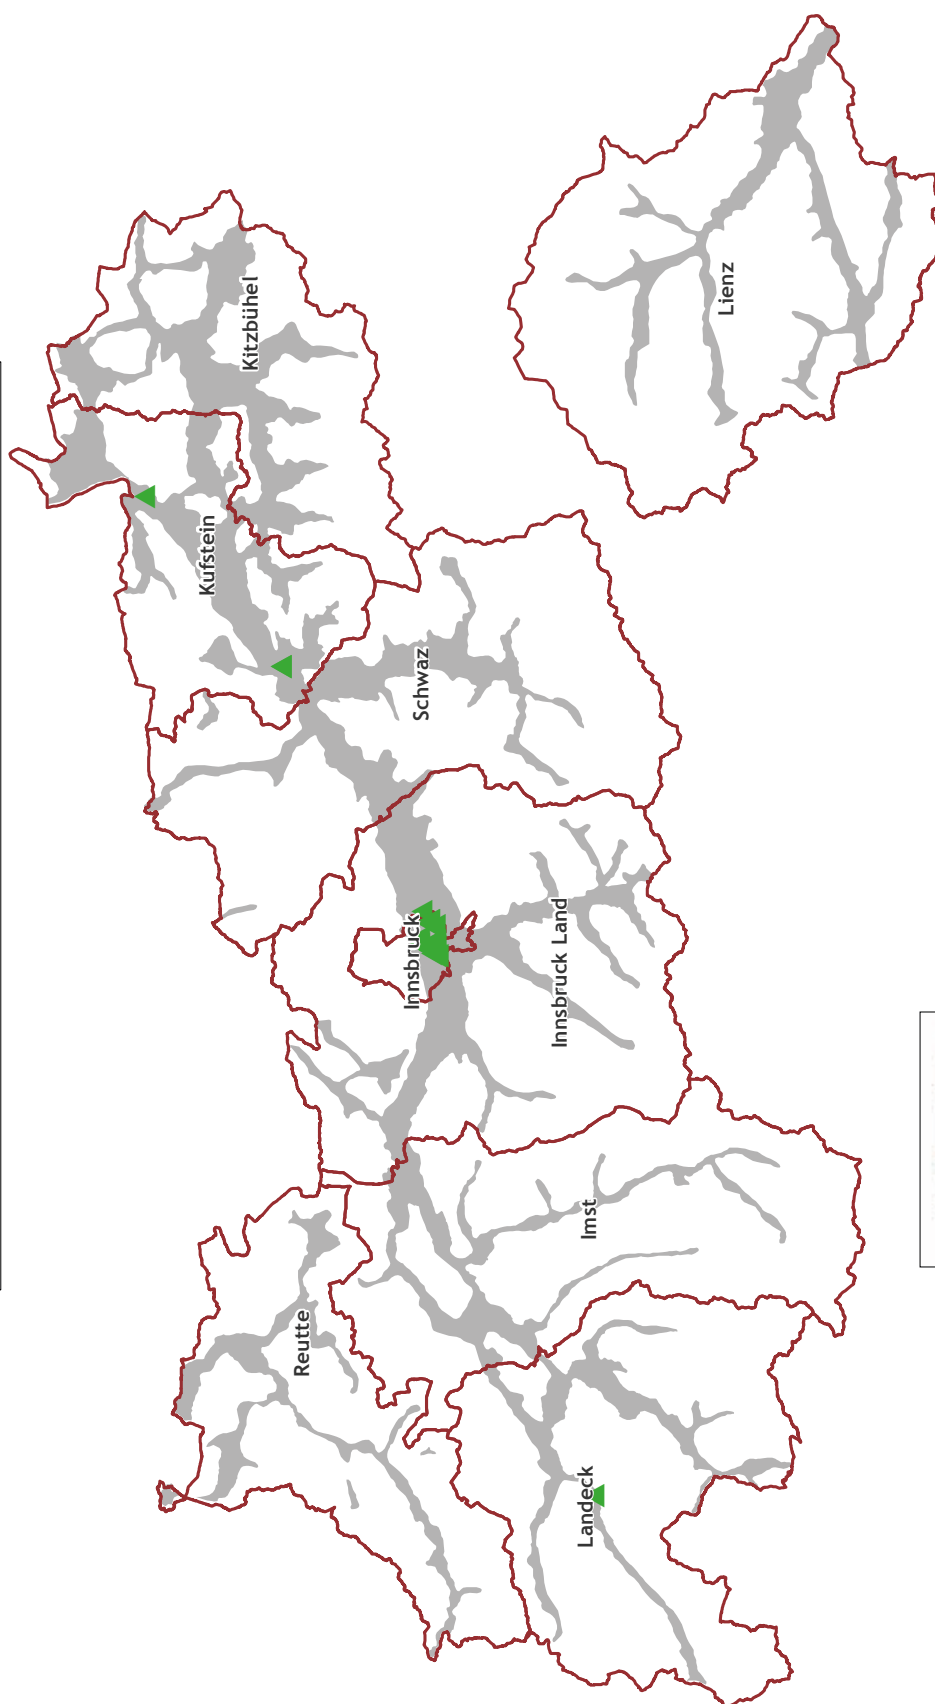 Reutte
Landeck
Imst
Innsbruck
Innsbruck Land
Schwaz
Kufstein
Kitzbühel
Lienz